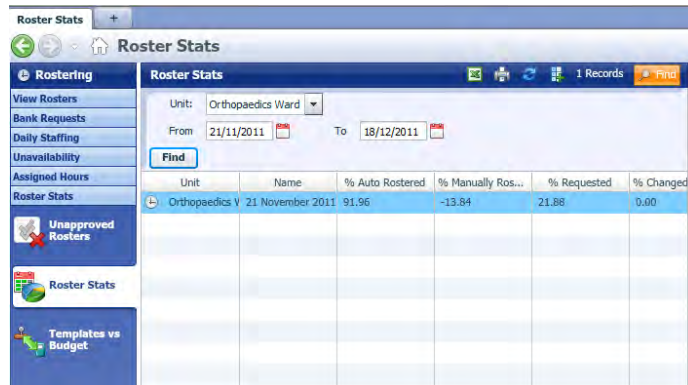 Roster Stats +
Roster Stats
Rostering
View Rosters
Bank Requests
Daily Staffing
Unavailability
Assigned Hours
Roster Stats
Unapproved
Rosters
Roster Stats
Templates vs
Budget
Roster Stats 1 Records Find
Unit: Orthopaedics Ward
From 21/11/2011 To 18/12/2011
Find
Unit Name % Auto Rostered % Manually Ros... % Requested % Changed
Orthopaedics W 21 November 2011 91.96 -13.84 21.88 0.00